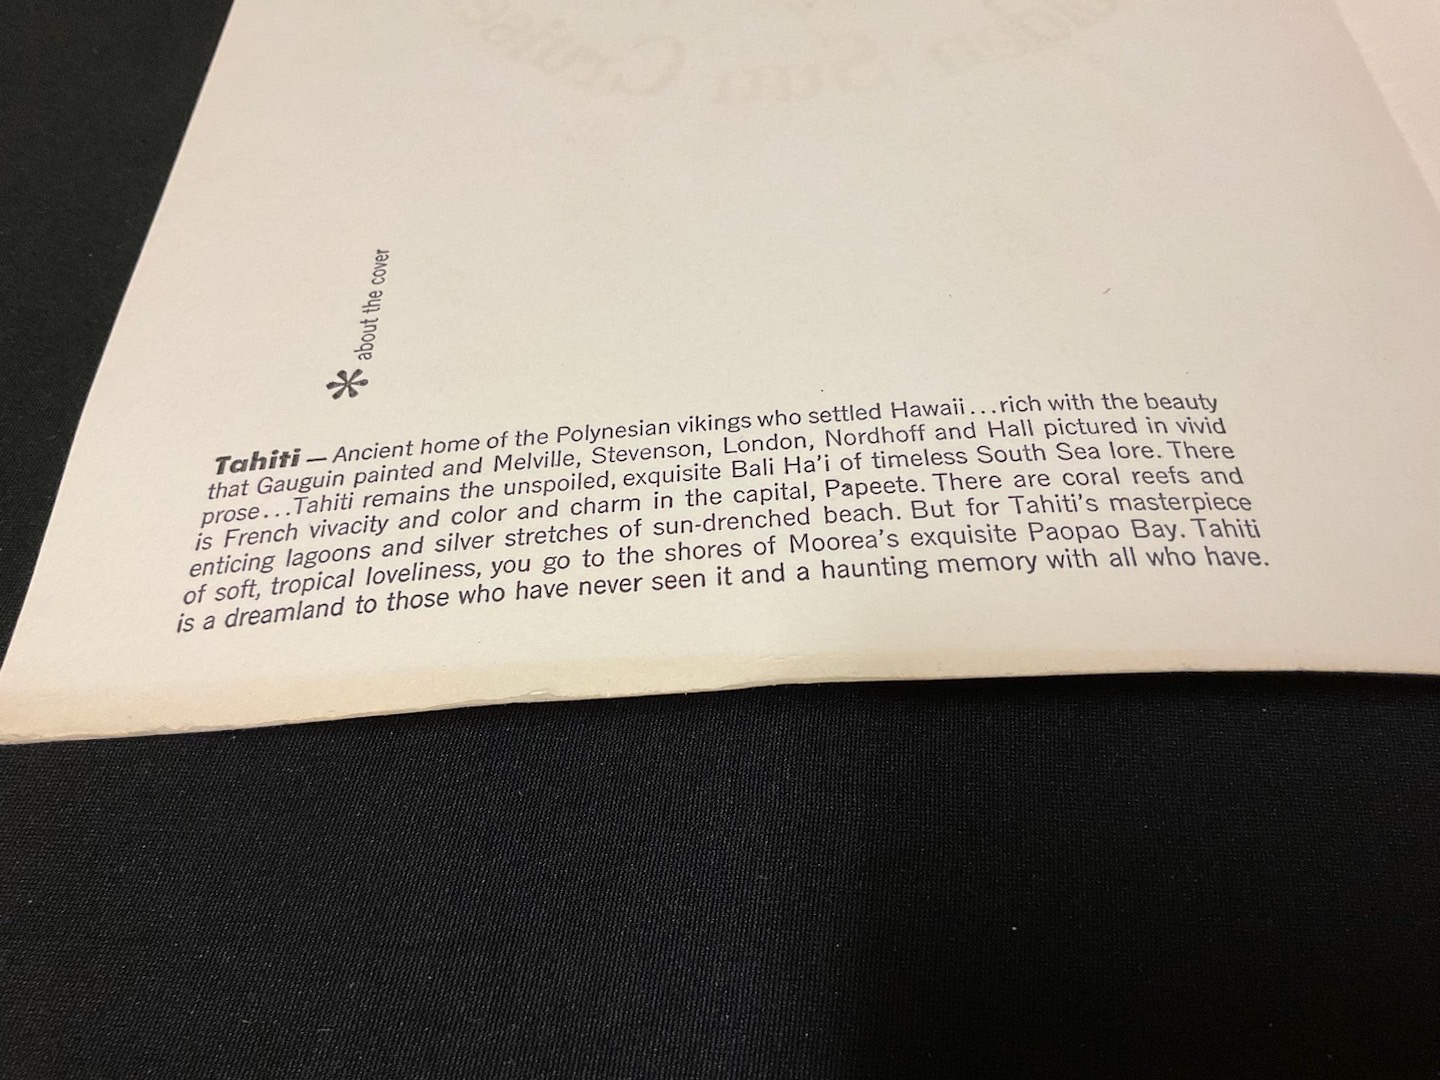 Sun Cruise
* about the cover
Tahiti — Ancient home of the Polynesian vikings who settled Hawaii...rich with the beauty
that Gauguin painted and Melville, Stevenson, London, Nordhoff and Hall pictured in vivid
prose...Tahiti remains the unspoiled, exquisite Bali Ha'i of timeless South Sea lore. There
is French vivacity and color and charm in the capital, Papeete. There are coral reefs and
enticing lagoons and silver stretches of sun-drenched beach. But for Tahiti's masterpiece
of soft, tropical loveliness, you go to the shores of Moorea's exquisite Paopao Bay. Tahiti
is a dreamland to those who have never seen it and a haunting memory with all who have.